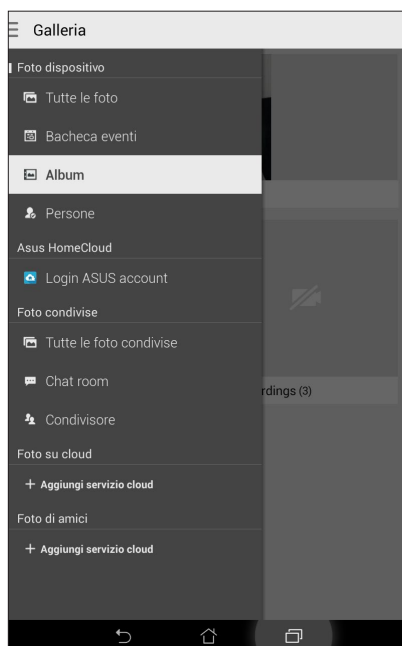 Galleria
Foto dispositivo
Tutte le foto
Bacheca eventi
Album
Persone
Asus HomeCloud
Login ASUS account
Foto condivise
Tutte le foto condivise
Chat room
rdings (3)
Condivisore
Foto su cloud
+ Aggiungi servizio cloud
Foto di amici
+ Aggiungi servizio cloud